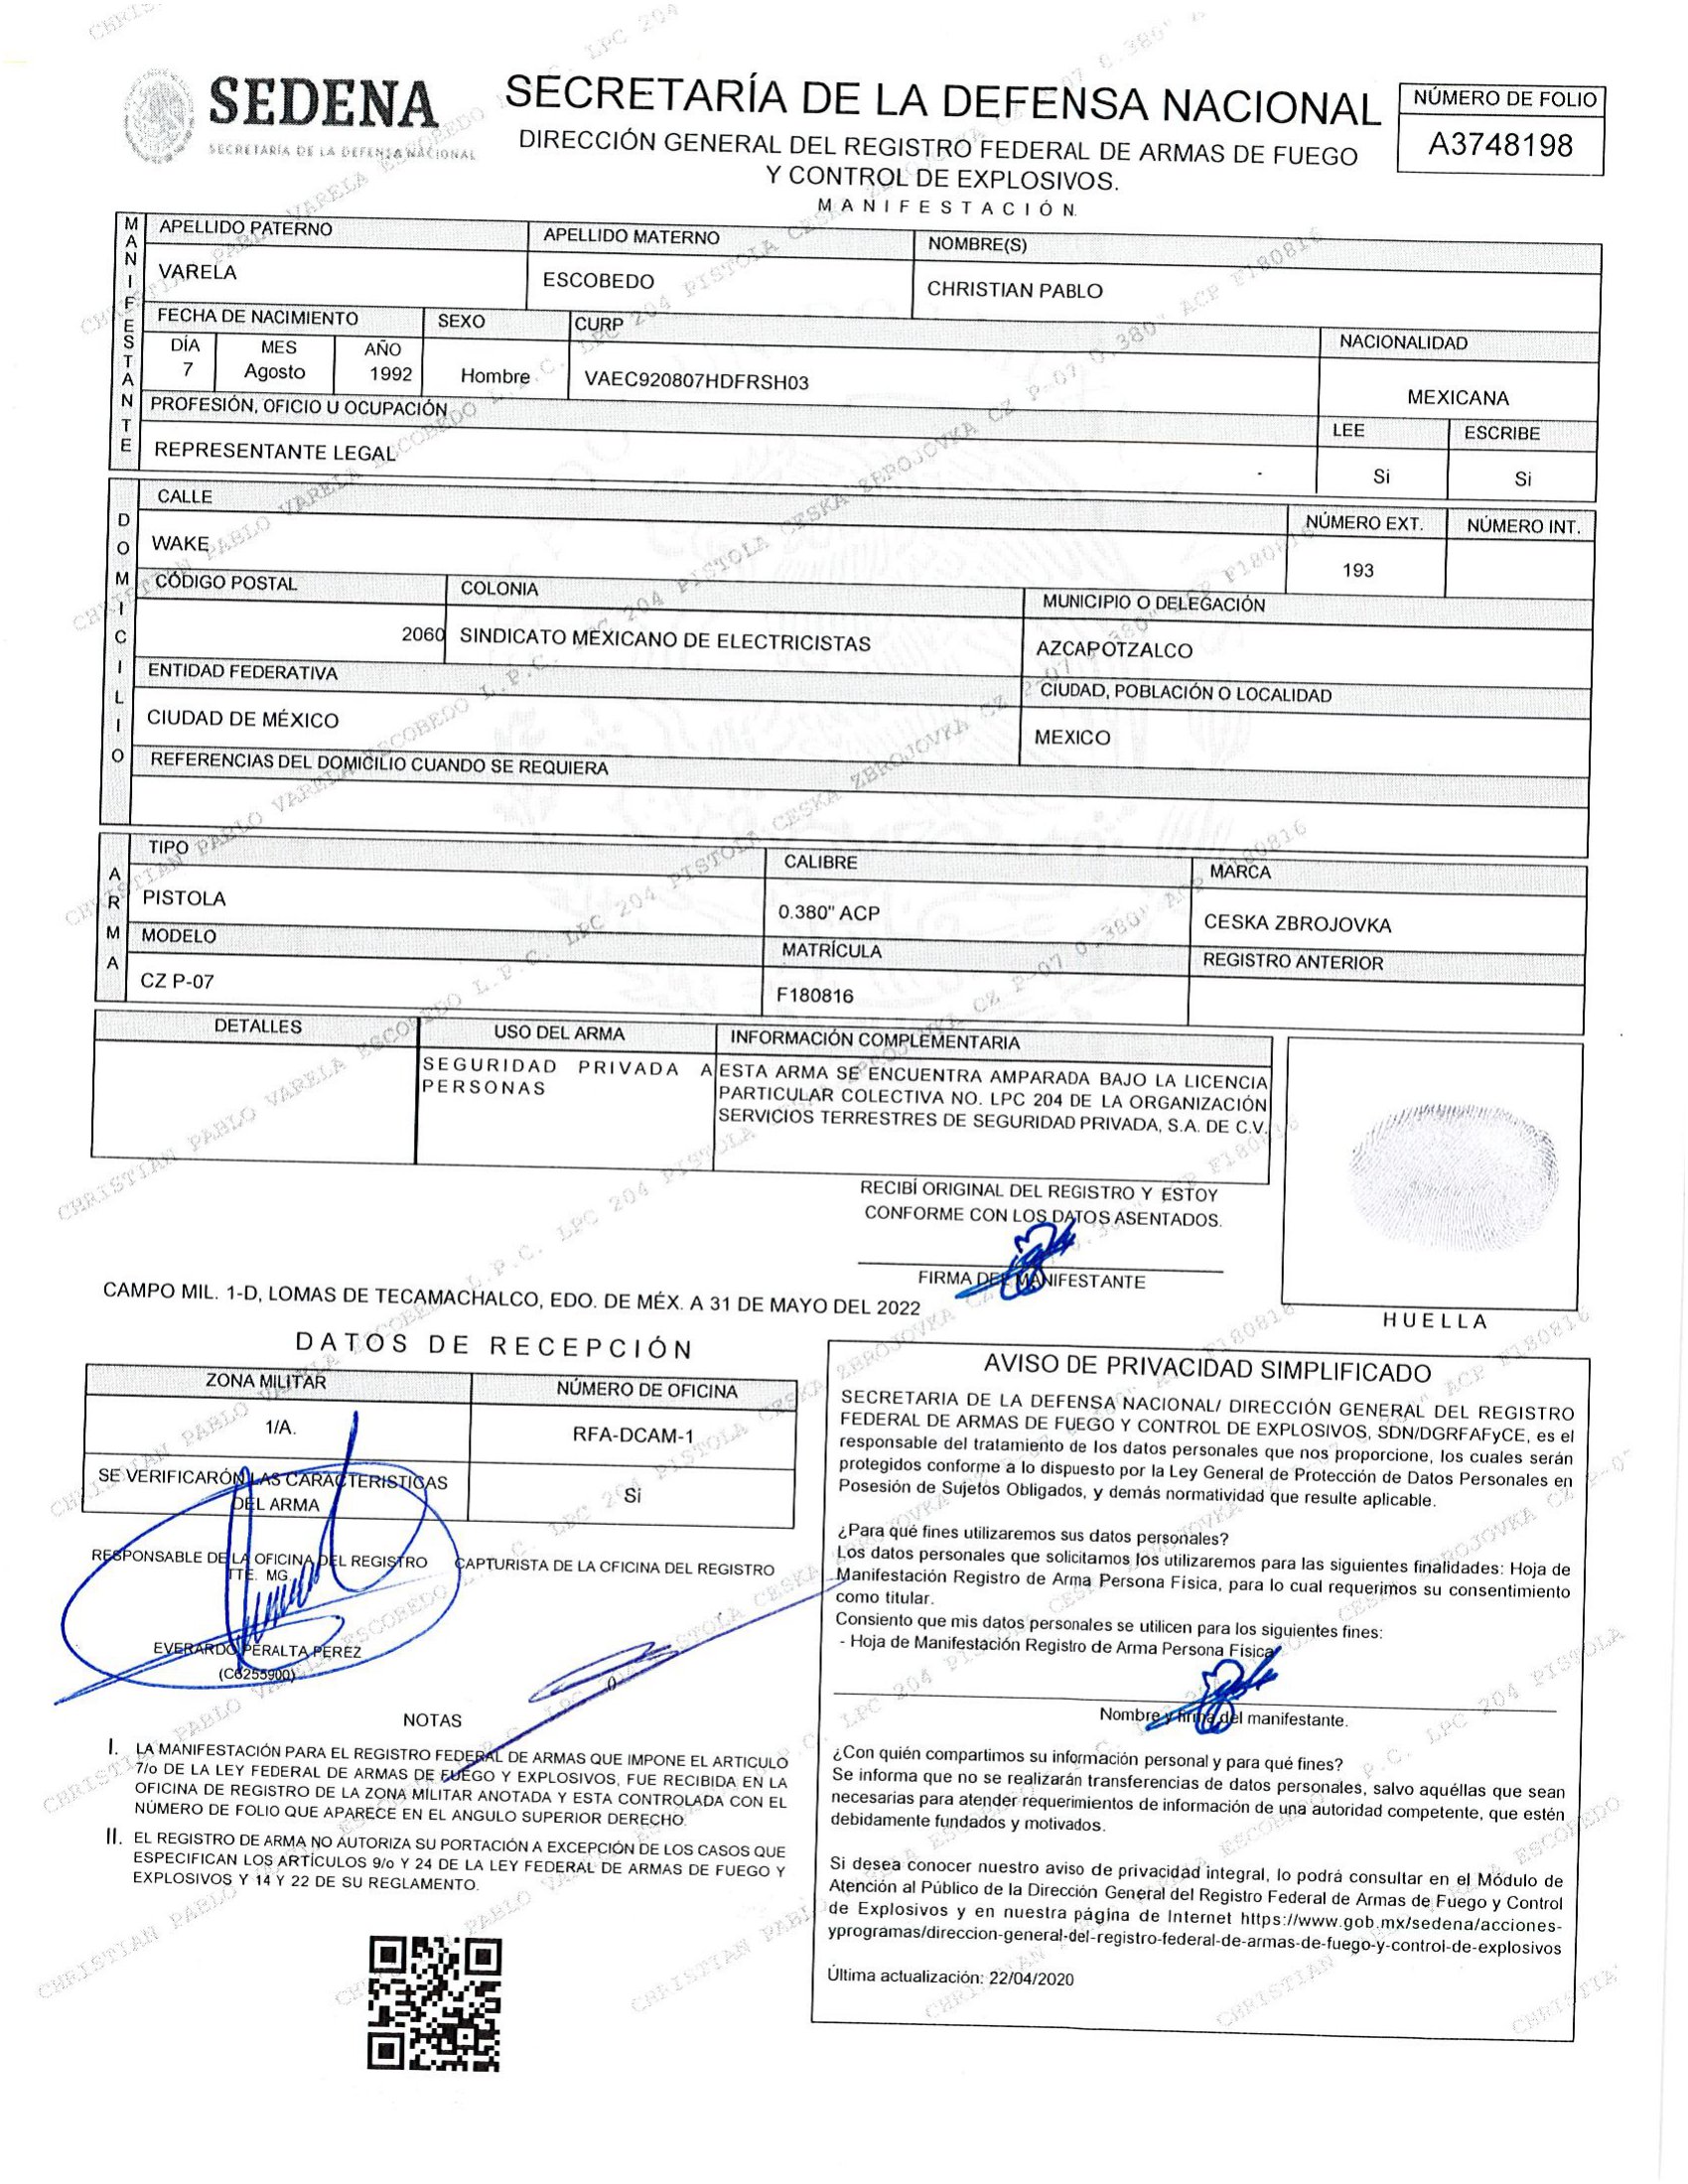 SEDENA
SECRETARÍA DE LA DEFENSA NACIONAL
SECRETARÍA DE LA DEFENSA NACIONAL
DIRECCIÓN GENERAL DEL REGISTRO FEDERAL DE ARMAS DE FUEGO
Y CONTROL DE EXPLOSIVOS.
MANIFESTACIÓN
NÚMERO DE FOLIO
A3748198
MANIFESTANTE
APELLIDO PATERNO APELLIDO MATERNO NOMBRE(S)
VARELA ESCOBEDO CHRISTIAN PABLO
FECHA DE NACIMIENTO SEXO CURP NACIONALIDAD
DÍA MES AÑO
7 Agosto 1992 Hombre VAEC920807HDFRSH03 MEXICANA
PROFESIÓN, OFICIO U OCUPACIÓN LEE ESCRIBE
REPRESENTANTE LEGAL Si Si
DOMICILIO
CALLE NÚMERO EXT. NÚMERO INT.
WAKE 193
CÓDIGO POSTAL COLONIA MUNICIPIO O DELEGACIÓN
2060 SINDICATO MEXICANO DE ELECTRICISTAS AZCAPOTZALCO
ENTIDAD FEDERATIVA CIUDAD, POBLACIÓN O LOCALIDAD
CIUDAD DE MÉXICO MEXICO
REFERENCIAS DEL DOMICILIO CUANDO SE REQUIERA
ARMA
TIPO CALIBRE MARCA
PISTOLA 0.380" ACP CESKA ZBROJOVKA
MODELO MATRÍCULA REGISTRO ANTERIOR
CZ P-07 F180816
DETALLES USO DEL ARMA INFORMACIÓN COMPLEMENTARIA
SEGURIDAD PRIVADA A
PERSONAS
ESTA ARMA SE ENCUENTRA AMPARADA BAJO LA LICENCIA
PARTICULAR COLECTIVA NO. LPC 204 DE LA ORGANIZACIÓN
SERVICIOS TERRESTRES DE SEGURIDAD PRIVADA, S.A. DE C.V.
RECIBÍ ORIGINAL DEL REGISTRO Y ESTOY
CONFORME CON LOS DATOS ASENTADOS.
FIRMA DEL MANIFESTANTE
HUELLA
CAMPO MIL. 1-D, LOMAS DE TECAMACHALCO, EDO. DE MÉX. A 31 DE MAYO DEL 2022
DATOS DE RECEPCIÓN
ZONA MILITAR NÚMERO DE OFICINA
1/A. RFA-DCAM-1
SE VERIFICARÓN LAS CARACTERISTICAS
DEL ARMA
Si
RESPONSABLE DE LA OFICINA DEL REGISTRO CAPTURISTA DE LA OFICINA DEL REGISTRO
TTE. MG.
EVERARDO PERALTA PEREZ
(C6255900)
NOTAS
I. LA MANIFESTACIÓN PARA EL REGISTRO FEDERAL DE ARMAS QUE IMPONE EL ARTICULO
7/o DE LA LEY FEDERAL DE ARMAS DE FUEGO Y EXPLOSIVOS, FUE RECIBIDA EN LA
OFICINA DE REGISTRO DE LA ZONA MILITAR ANOTADA Y ESTA CONTROLADA CON EL
NÚMERO DE FOLIO QUE APARECE EN EL ANGULO SUPERIOR DERECHO.
II. EL REGISTRO DE ARMA NO AUTORIZA SU PORTACIÓN A EXCEPCIÓN DE LOS CASOS QUE
ESPECIFICAN LOS ARTÍCULOS 9/o Y 24 DE LA LEY FEDERAL DE ARMAS DE FUEGO Y
EXPLOSIVOS Y 14 Y 22 DE SU REGLAMENTO.
AVISO DE PRIVACIDAD SIMPLIFICADO
SECRETARIA DE LA DEFENSA NACIONAL/ DIRECCIÓN GENERAL DEL REGISTRO
FEDERAL DE ARMAS DE FUEGO Y CONTROL DE EXPLOSIVOS, SDN/DGRFAFyCE, es el
responsable del tratamiento de los datos personales que nos proporcione, los cuales serán
protegidos conforme a lo dispuesto por la Ley General de Protección de Datos Personales en
Posesión de Sujetos Obligados, y demás normatividad que resulte aplicable.
¿Para qué fines utilizaremos sus datos personales?
Los datos personales que solicitamos los utilizaremos para las siguientes finalidades: Hoja de
Manifestación Registro de Arma Persona Física, para lo cual requerimos su consentimiento
como titular.
Consiento que mis datos personales se utilicen para los siguientes fines:
- Hoja de Manifestación Registro de Arma Persona Física
Nombre y firma del manifestante.
¿Con quién compartimos su información personal y para qué fines?
Se informa que no se realizarán transferencias de datos personales, salvo aquéllas que sean
necesarias para atender requerimientos de información de una autoridad competente, que estén
debidamente fundados y motivados.
Si desea conocer nuestro aviso de privacidad integral, lo podrá consultar en el Módulo de
Atención al Público de la Dirección General del Registro Federal de Armas de Fuego y Control
de Explosivos y en nuestra página de Internet https://www.gob.mx/sedena/acciones-
yprogramas/direccion-general-del-registro-federal-de-armas-de-fuego-y-control-de-explosivos
Última actualización: 22/04/2020
CHRISTIAN PABLO VARELA ESCOBEDO L.P.C. LPC 204 PISTOLA CESKA ZBROJOVKA CZ P-07 0.380" ACP F180816